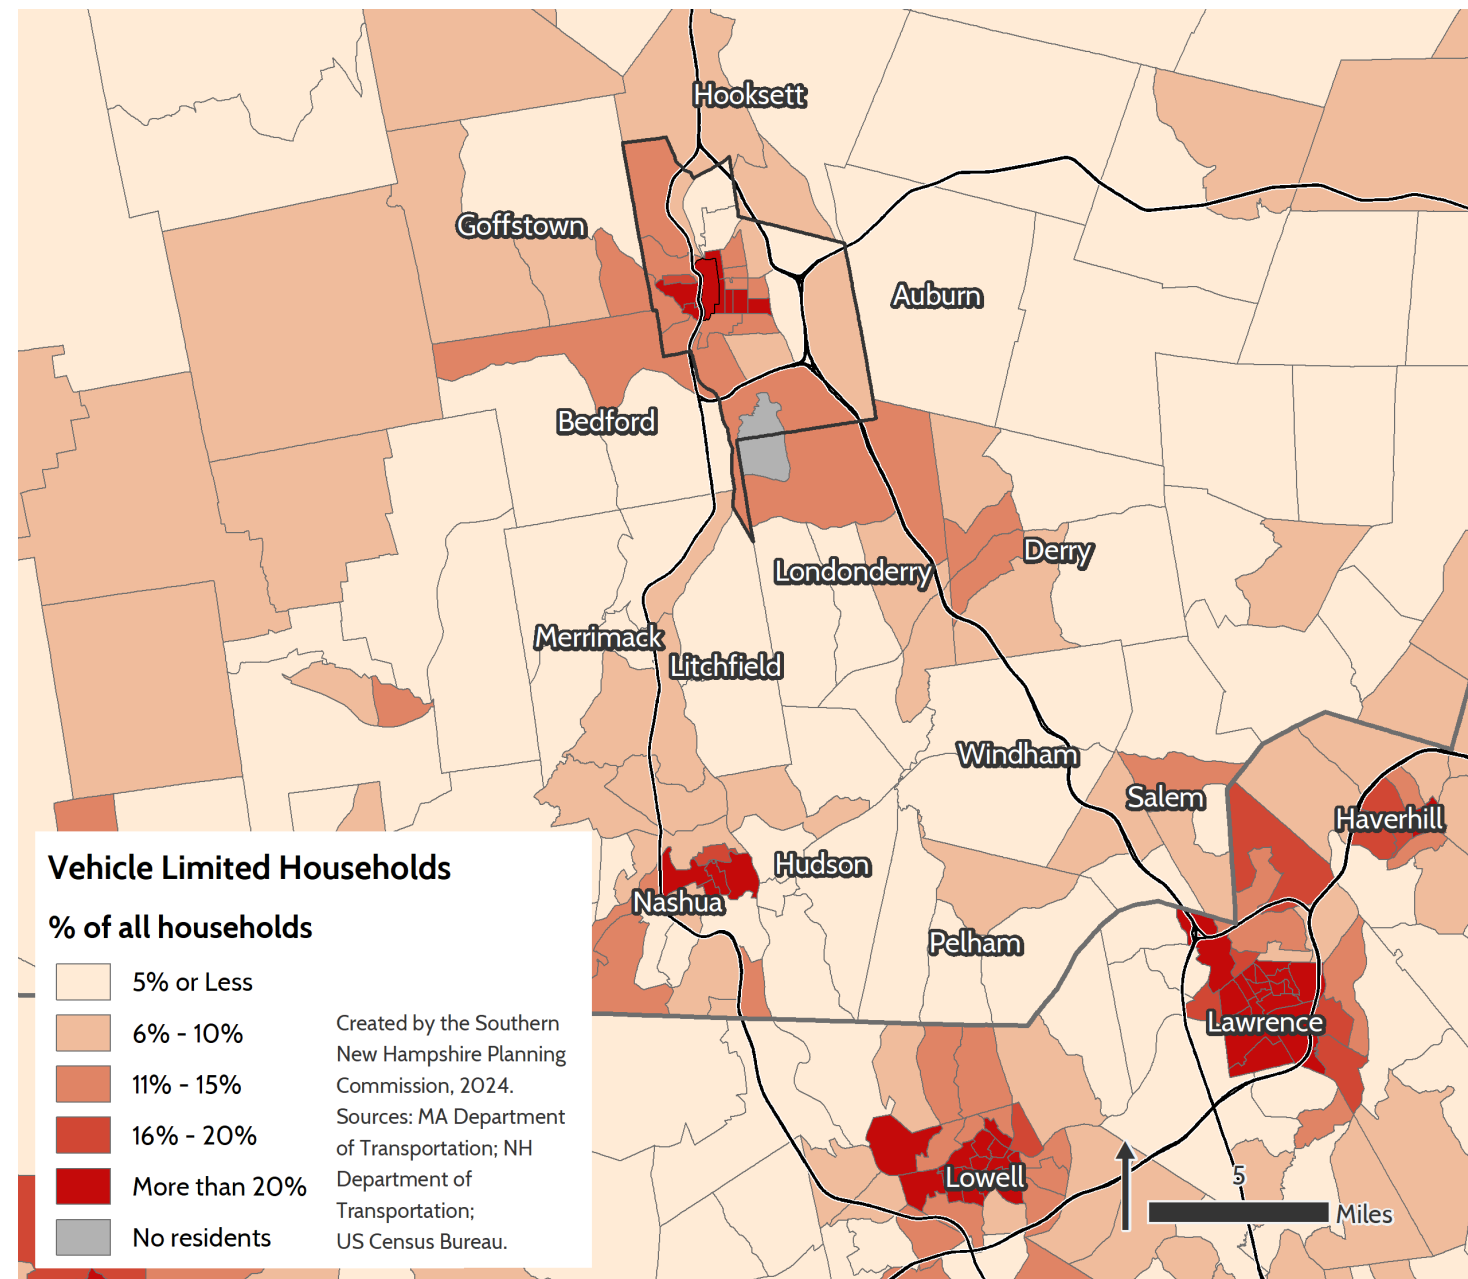 Hooksett
Goffstown
Auburn
Bedford
Derry
Londonderry
Merrimack
Litchfield
Windham
Salem
Haverhill
Hudson
Nashua
Pelham
Lawrence
Lowell
Vehicle Limited Households
% of all households
5% or Less
6% - 10%
11% - 15%
16% - 20%
More than 20%
No residents
Created by the Southern
New Hampshire Planning
Commission, 2024.
Sources: MA Department
of Transportation; NH
Department of
Transportation;
US Census Bureau.
5
Miles